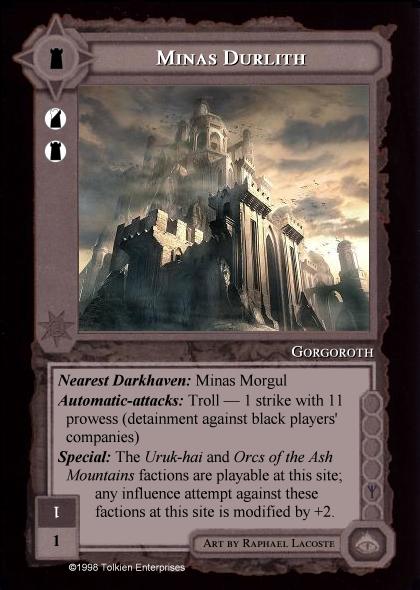 Minas Durlith
Gorgoroth
Nearest Darkhaven: Minas Morgul
Automatic-attacks: Troll — 1 strike with 11
prowess (detainment against black players'
companies)
Special: The Uruk-hai and Orcs of the Ash
Mountains factions are playable at this site;
any influence attempt against these
factions at this site is modified by +2.
1
1
Art by Raphael Lacoste
©1998 Tolkien Enterprises